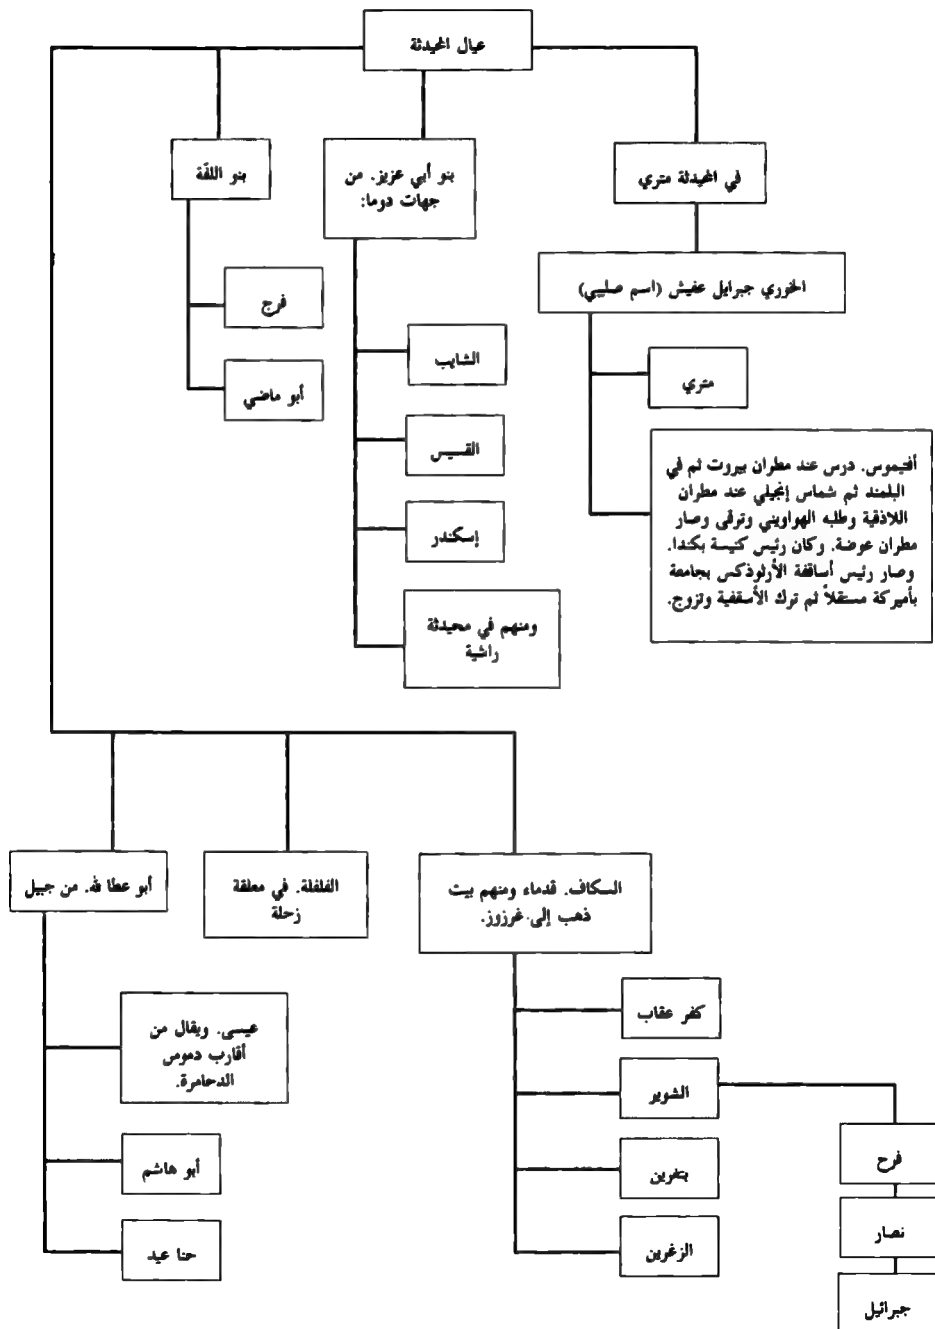 عيال المحيدثة
في المحيدثة متري
بنو أبي عزيز. من
جهات دوما:
بنو اللقّة
الخوري جبرايل عفيش (اسم صليبي)
متري
أفتيموس. درس عند مطران بيروت ثم في
البلمند ثم شماس إنجيلي عند مطران
اللاذقية وطلبه الهواويني وترقى وصار
مطران عوضة. وكان رئيس كنيسة بكندا.
وصار رئيس أساقفة الأرثوذكس بجامعة
بأميركة مستقلاً ثم ترك الأسقفية وتزوج.
الشايب
القسيس
إسكندر
ومنهم في محيدثة
راشية
فرج
أبو ماضي
السكاف. قدماء ومنهم بيت
ذهب إلى غرزوز.
كفر عقاب
الشوير
بتغرين
الزغرين
فرح
نصار
جبرائيل
الفلفلة. في معلقة
زحلة
أبو عطا لله. من جبيل
عيسى. ويقال من
أقارب دموس
الدحامرة.
أبو هاشم
حنا عيد